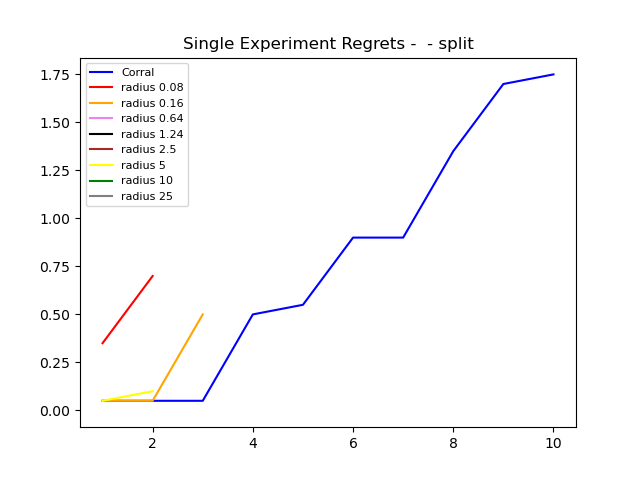 Single Experiment Regrets -  - split
Corral
radius 0.08
radius 0.16
radius 0.64
radius 1.24
radius 2.5
radius 5
radius 10
radius 25
1.75
1.50
1.25
1.00
0.75
0.50
0.25
0.00
2 4 6 8 10